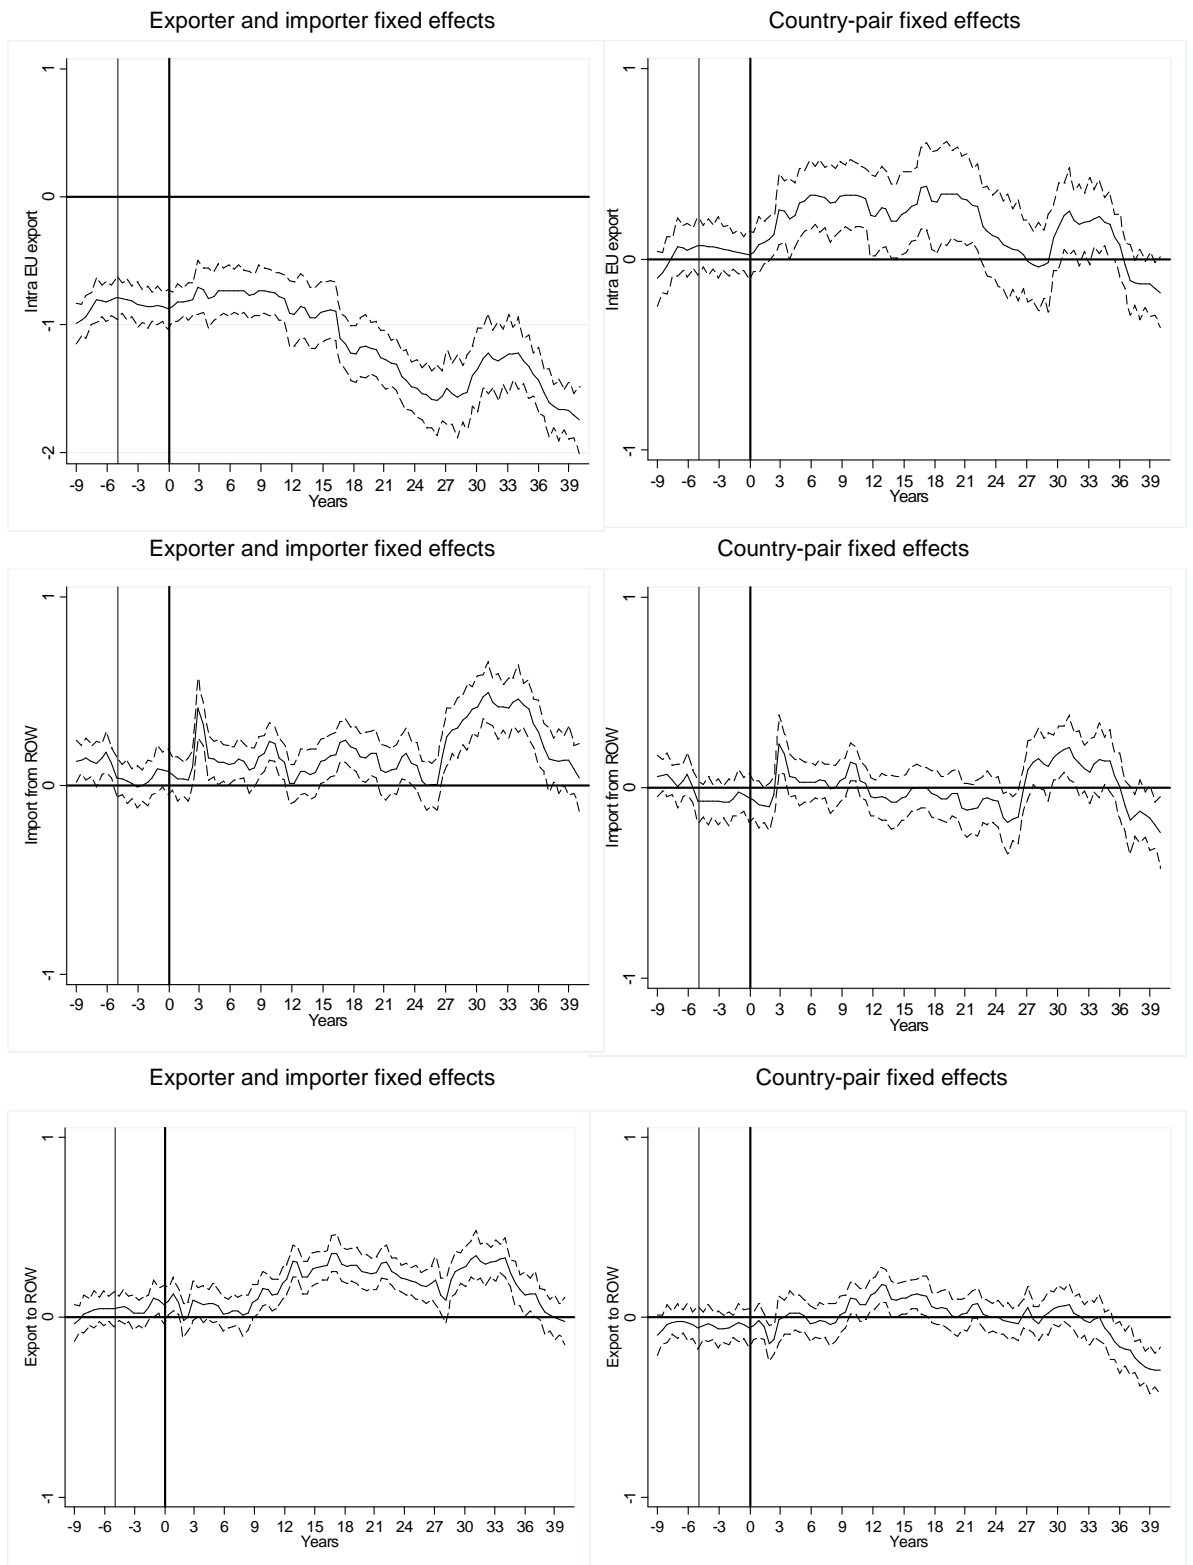 Exporter and importer fixed effects
Country-pair fixed effects
1
0
-1
-2
Intra EU export
-9 -6 -3 0 3 6 9 12 15 18 21 24 27 30 33 36 39
Years
1
0
-1
Intra EU export
-9 -6 -3 0 3 6 9 12 15 18 21 24 27 30 33 36 39
Years
Exporter and importer fixed effects
Country-pair fixed effects
1
0
-1
Import from ROW
-9 -6 -3 0 3 6 9 12 15 18 21 24 27 30 33 36 39
Years
1
0
-1
Import from ROW
-9 -6 -3 0 3 6 9 12 15 18 21 24 27 30 33 36 39
Years
Exporter and importer fixed effects
Country-pair fixed effects
1
0
-1
Export to ROW
-9 -6 -3 0 3 6 9 12 15 18 21 24 27 30 33 36 39
Years
1
0
-1
Export to ROW
-9 -6 -3 0 3 6 9 12 15 18 21 24 27 30 33 36 39
Years